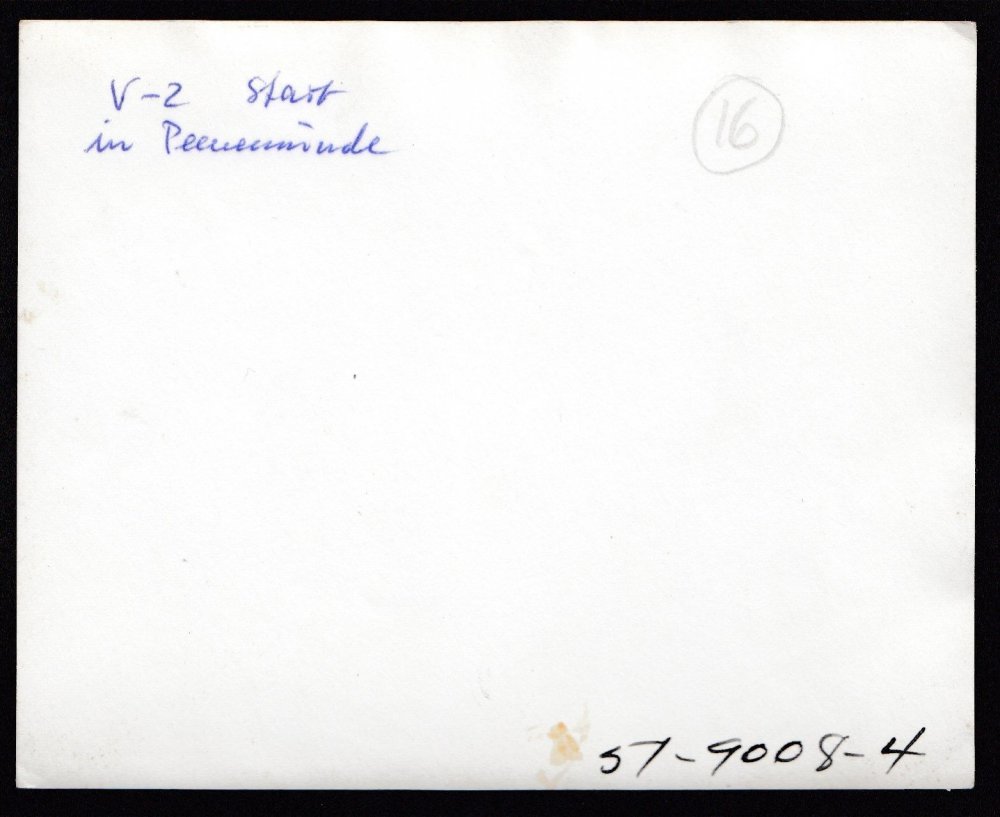 V-2 Start
in Peenemünde
16
57-9008-4